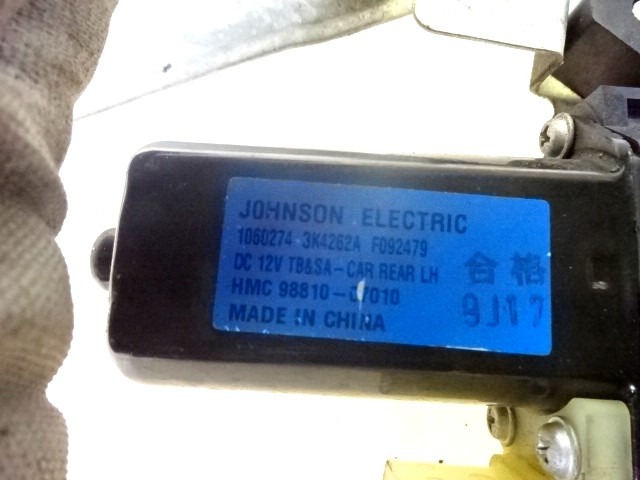 JOHNSON ELECTRIC
1060274 3K4262A F092479
DC 12V TB&SA-CAR REAR LH
HMC 98810-07010
MADE IN CHINA
合格
9J17